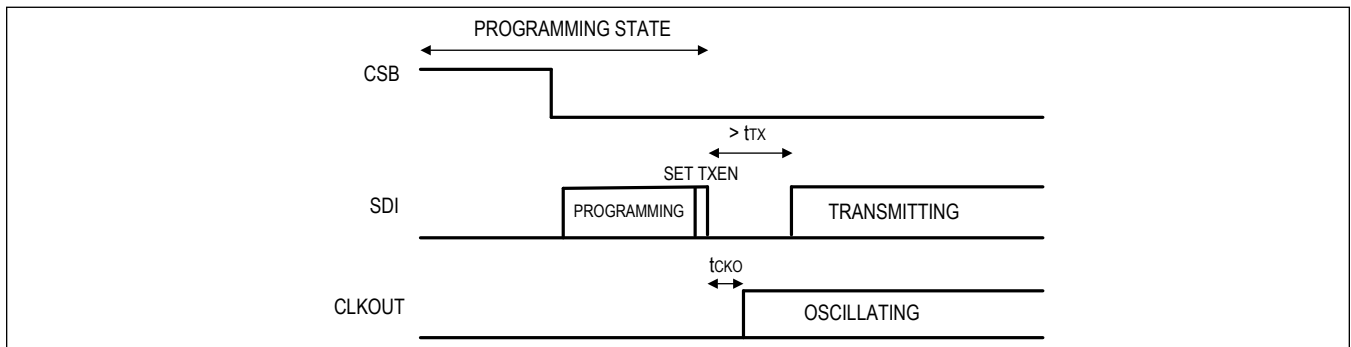 PROGRAMMING STATE
CSB
> tTX
SET TXEN
SDI
PROGRAMMING
TRANSMITTING
tCKO
CLKOUT
OSCILLATING